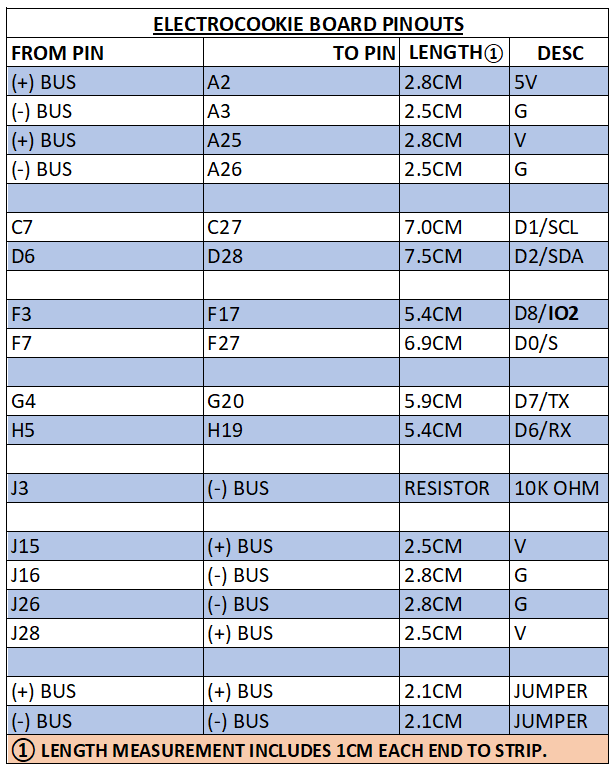 ELECTROCOOKIE BOARD PINOUTS
FROM PIN TO PIN LENGTH① DESC
(+) BUS A2 2.8CM 5V
(-) BUS A3 2.5CM G
(+) BUS A25 2.8CM V
(-) BUS A26 2.5CM G
C7 C27 7.0CM D1/SCL
D6 D28 7.5CM D2/SDA
F3 F17 5.4CM D8/IO2
F7 F27 6.9CM D0/S
G4 G20 5.9CM D7/TX
H5 H19 5.4CM D6/RX
J3 (-) BUS RESISTOR 10K OHM
J15 (+) BUS 2.5CM V
J16 (-) BUS 2.8CM G
J26 (-) BUS 2.8CM G
J28 (+) BUS 2.5CM V
(+) BUS (+) BUS 2.1CM JUMPER
(-) BUS (-) BUS 2.1CM JUMPER
① LENGTH MEASUREMENT INCLUDES 1CM EACH END TO STRIP.